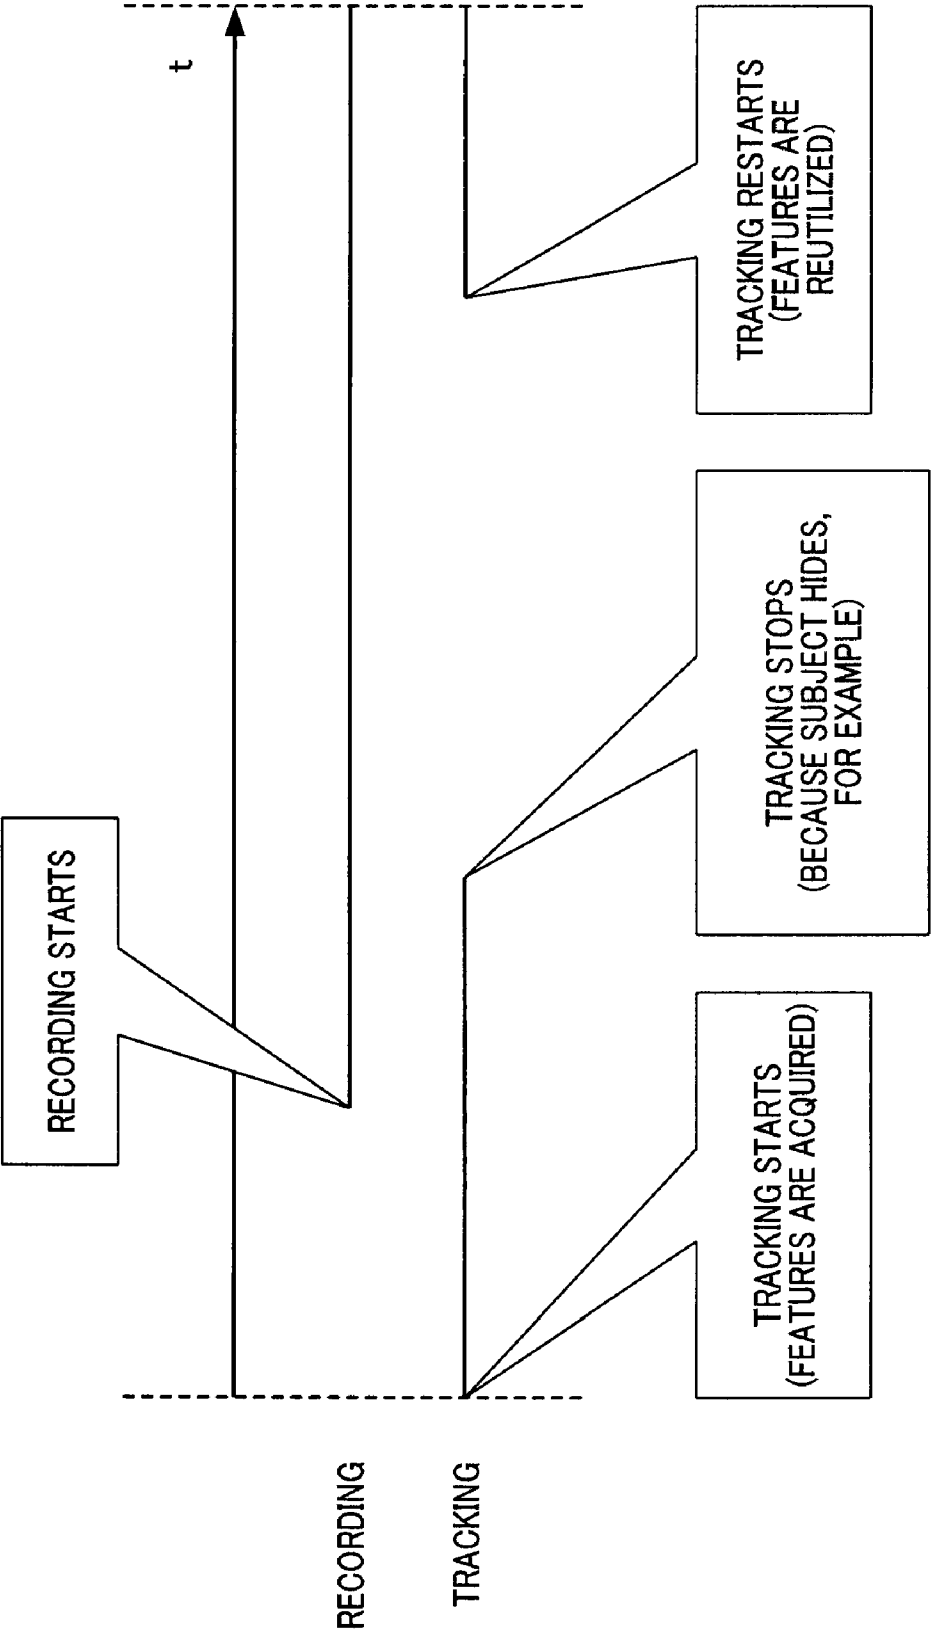 RECORDING STARTS
t
RECORDING
TRACKING
TRACKING STARTS
(FEATURES ARE ACQUIRED)
TRACKING STOPS
(BECAUSE SUBJECT HIDES,
FOR EXAMPLE)
TRACKING RESTARTS
(FEATURES ARE
REUTILIZED)